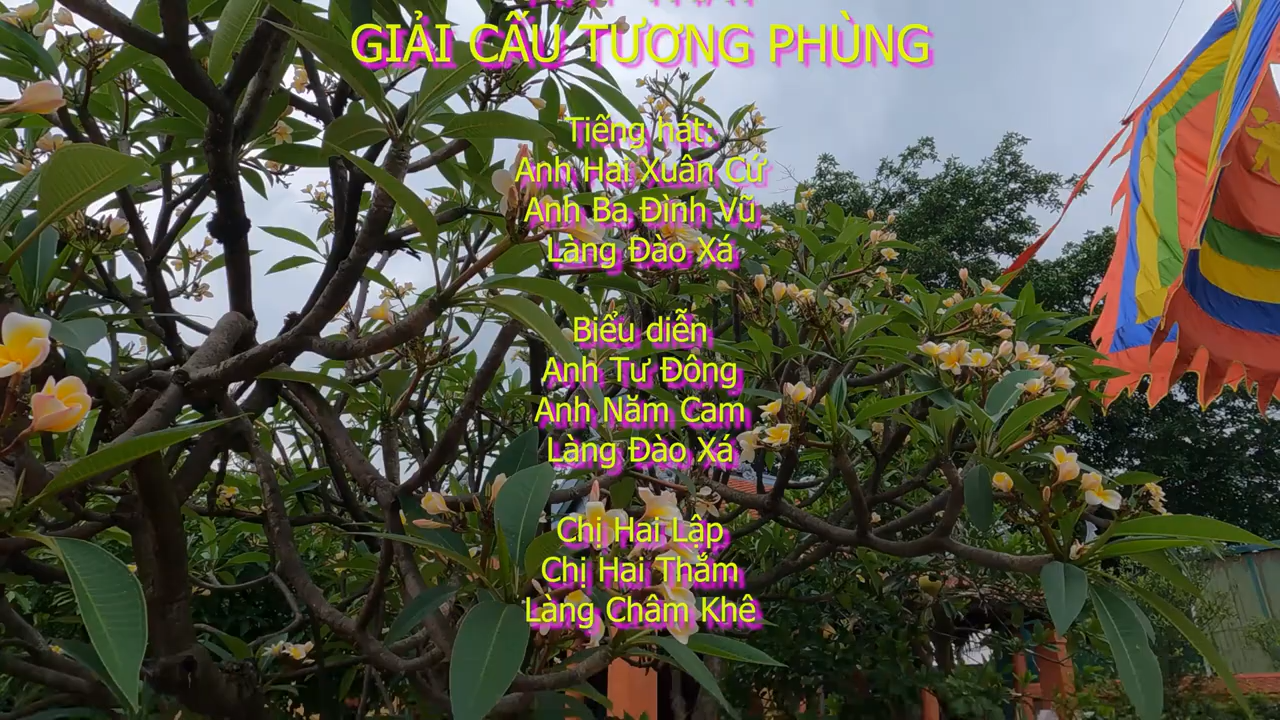 GIẢI CẤU TƯƠNG PHÙNG
Tiếng hát:
Anh Hai Xuân Cứ
Anh Ba Đình Vũ
Làng Đào Xá
Biểu diễn
Anh Tư Đông
Anh Năm Cam
Làng Đào Xá
Chị Hai Lập
Chị Hai Thắm
Làng Châm Khê